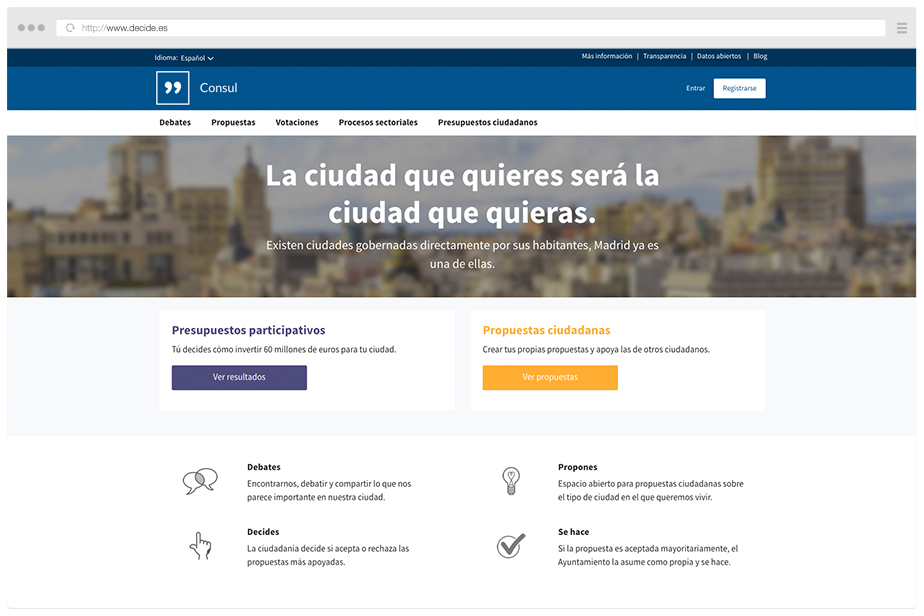 http://www.decide.es
Idioma: Español
Más información | Transparencia | Datos abiertos | Blog
Consul
Entrar
Registrarse
Debates
Propuestas
Votaciones
Procesos sectoriales
Presupuestos ciudadanos
La ciudad que quieres será la
ciudad que quieras.
Existen ciudades gobernadas directamente por sus habitantes, Madrid ya es
una de ellas.
Presupuestos participativos
Tú decides cómo invertir 60 millones de euros para tu ciudad.
Ver resultados
Propuestas ciudadanas
Crear tus propias propuestas y apoya las de otros ciudadanos.
Ver propuestas
Debates
Encontrarnos, debatir y compartir lo que nos
parece importante en nuestra ciudad.
Propones
Espacio abierto para propuestas ciudadanas sobre
el tipo de ciudad en el que queremos vivir.
Decides
La ciudadanía decide si acepta o rechaza las
propuestas más apoyadas.
Se hace
Si la propuesta es aceptada mayoritariamente, el
Ayuntamiento la asume como propia y se hace.